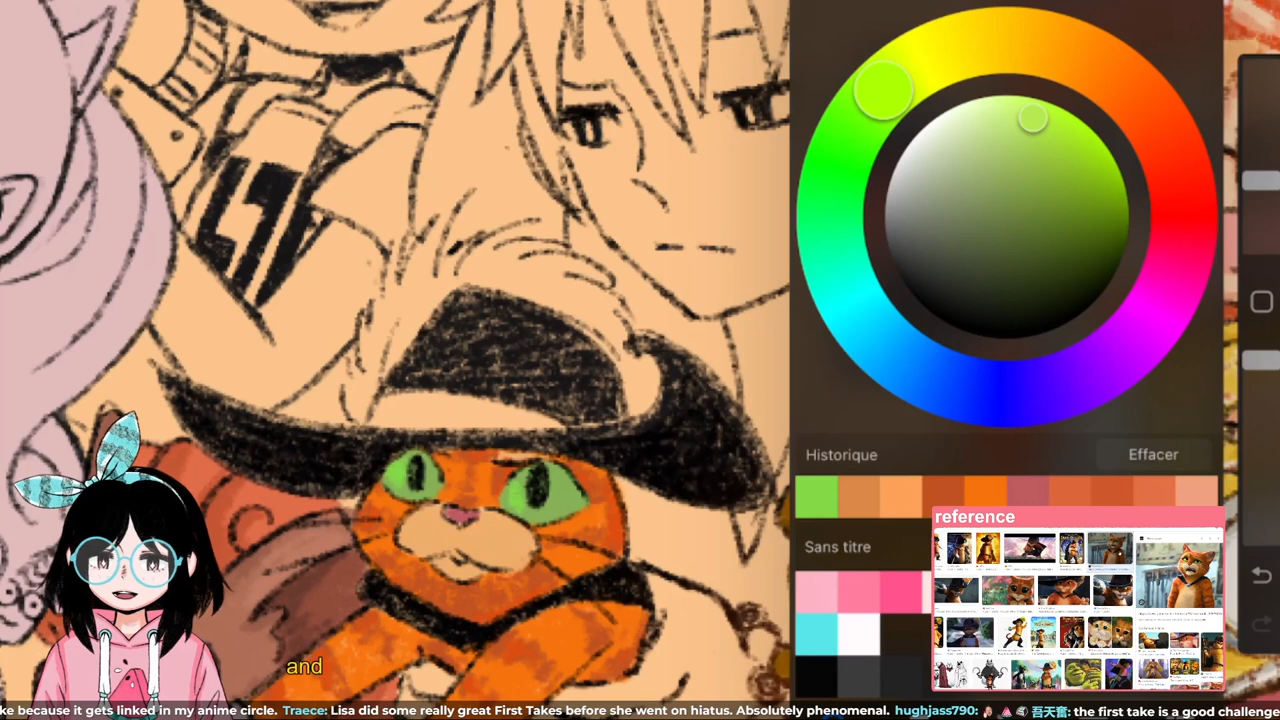 Historique
Effacer
reference
Sans titre
and
ke because it gets linked in my anime circle. Traece: Lisa did some really great First Takes before she went on hiatus. Absolutely phenomenal. hughjass790: 吾天奮: the first take is a good challenge